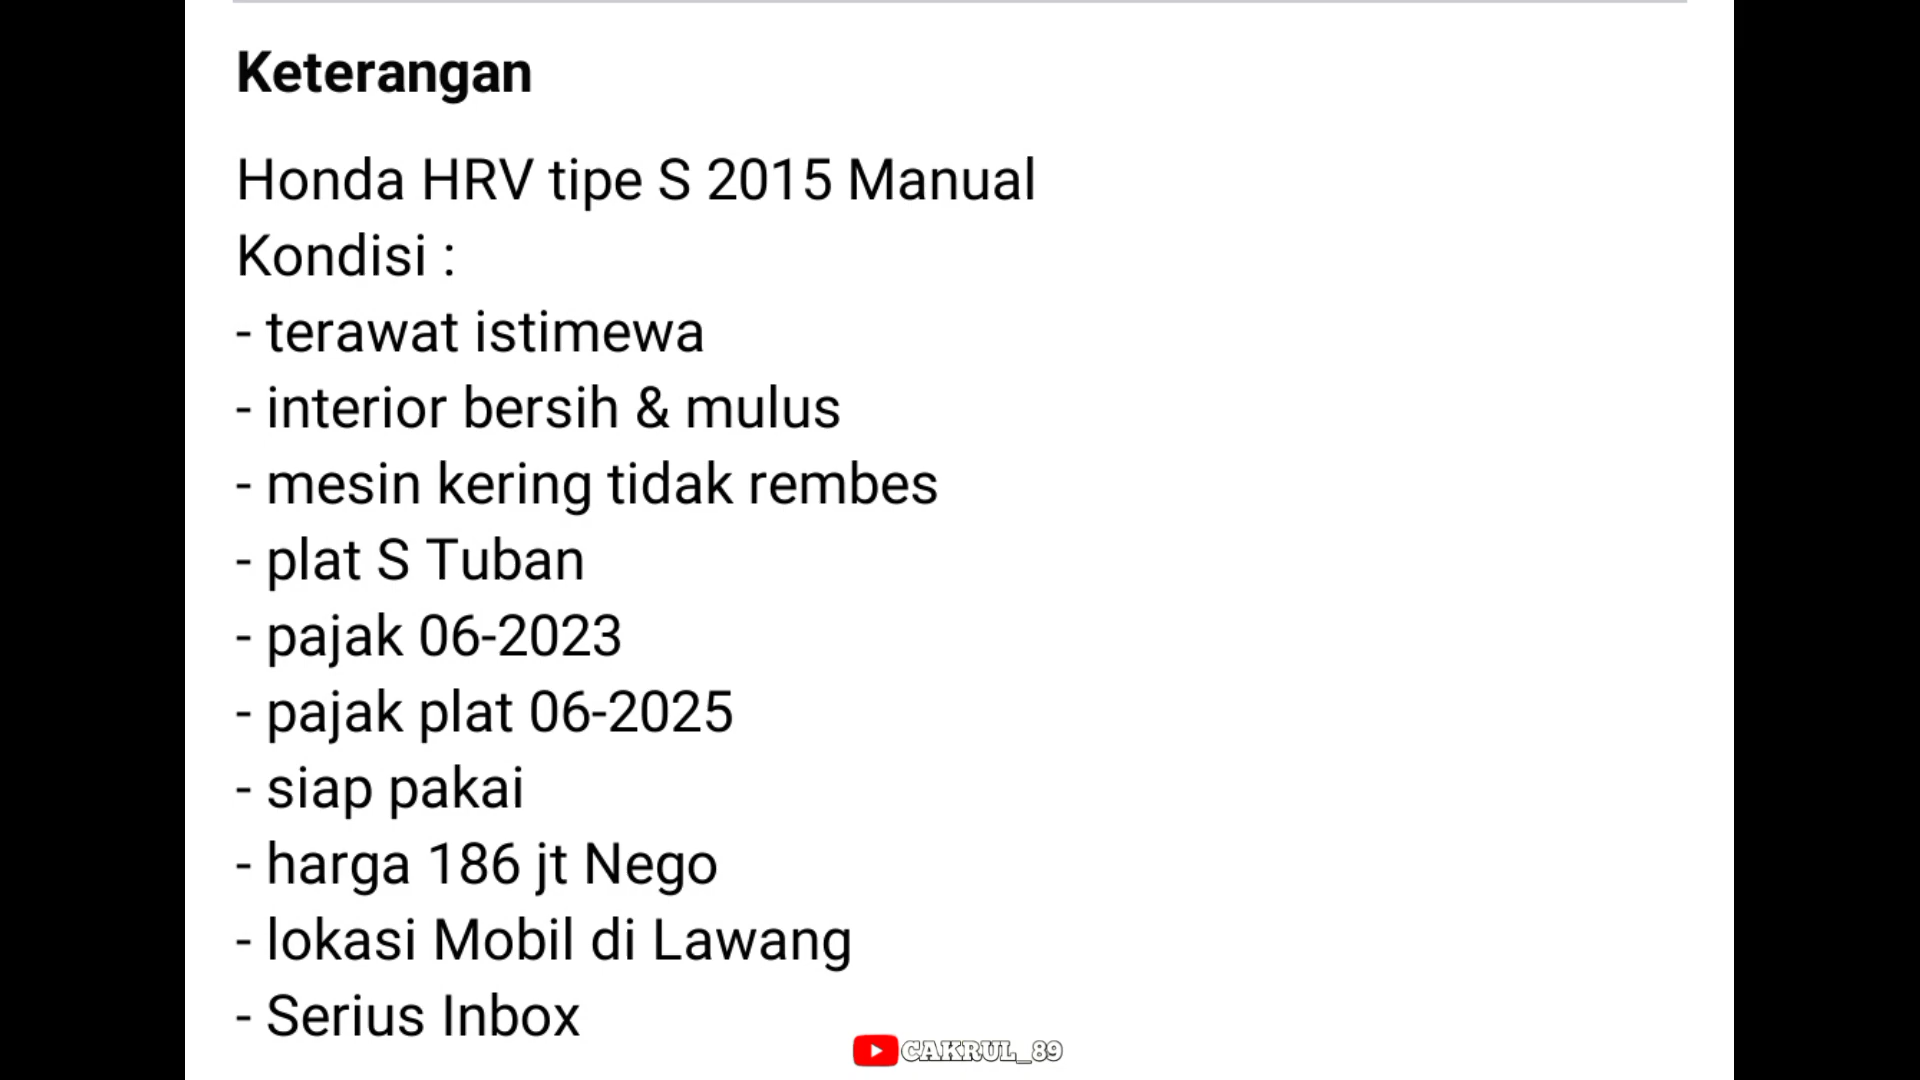 Keterangan
Honda HRV tipe S 2015 Manual
Kondisi :
- terawat istimewa
- interior bersih & mulus
- mesin kering tidak rembes
- plat S Tuban
- pajak 06-2023
- pajak plat 06-2025
- siap pakai
- harga 186 jt Nego
- lokasi Mobil di Lawang
- Serius Inbox
CAKRUL_89